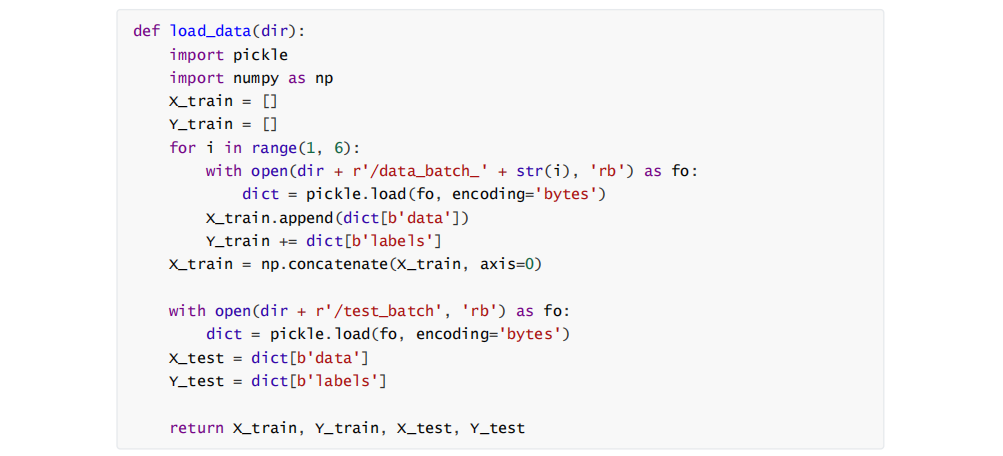 def load_data(dir):
    import pickle
    import numpy as np
    X_train = []
    Y_train = []
    for i in range(1, 6):
        with open(dir + r'/data_batch_' + str(i), 'rb') as fo:
            dict = pickle.load(fo, encoding='bytes')
        X_train.append(dict[b'data'])
        Y_train += dict[b'labels']
    X_train = np.concatenate(X_train, axis=0)

    with open(dir + r'/test_batch', 'rb') as fo:
        dict = pickle.load(fo, encoding='bytes')
    X_test = dict[b'data']
    Y_test = dict[b'labels']

    return X_train, Y_train, X_test, Y_test